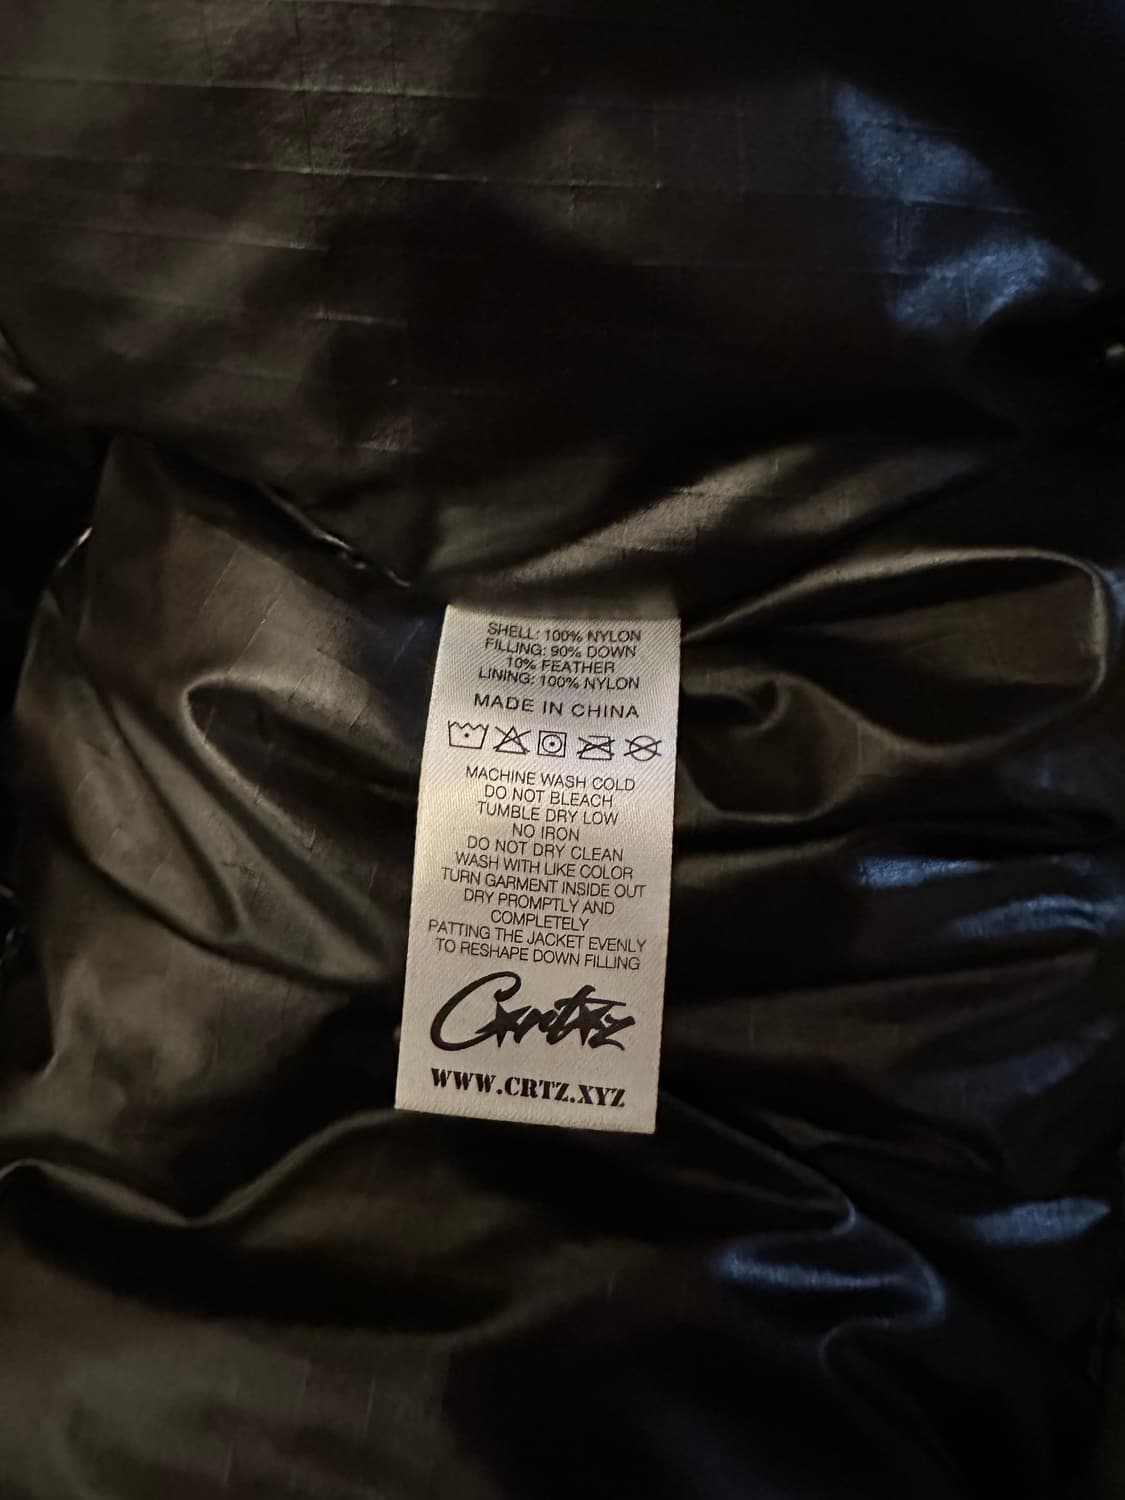 SHELL: 100% NYLON
FILLING: 90% DOWN
10% FEATHER
LINING: 100% NYLON
MADE IN CHINA
MACHINE WASH COLD
DO NOT BLEACH
TUMBLE DRY LOW
NO IRON
DO NOT DRY CLEAN
WASH WITH LIKE COLOR
TURN GARMENT INSIDE OUT
DRY PROMPTLY AND
COMPLETELY
PATTING THE JACKET EVENLY
TO RESHAPE DOWN FILLING
Crtz
WWW.CRTZ.XYZ